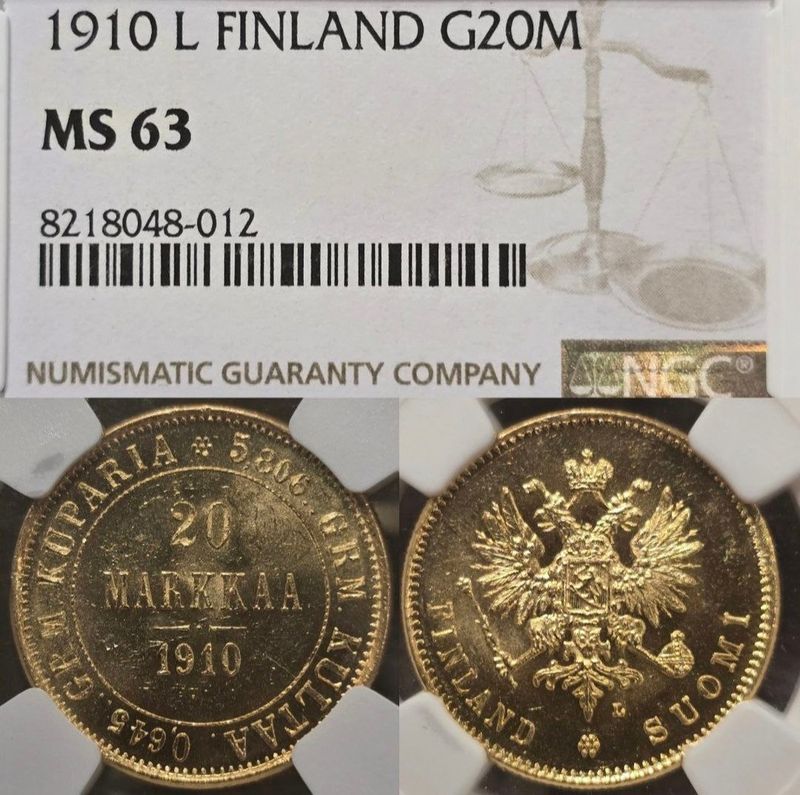 1910 L FINLAND G20M
MS 63
8218048-012
NUMISMATIC GUARANTY COMPANY
NGC®
5,806. GRM. KULTAA.
0,645. GRM. KUPARIA
20
MARKKAA
1910
FINLAND
L
SUOMI